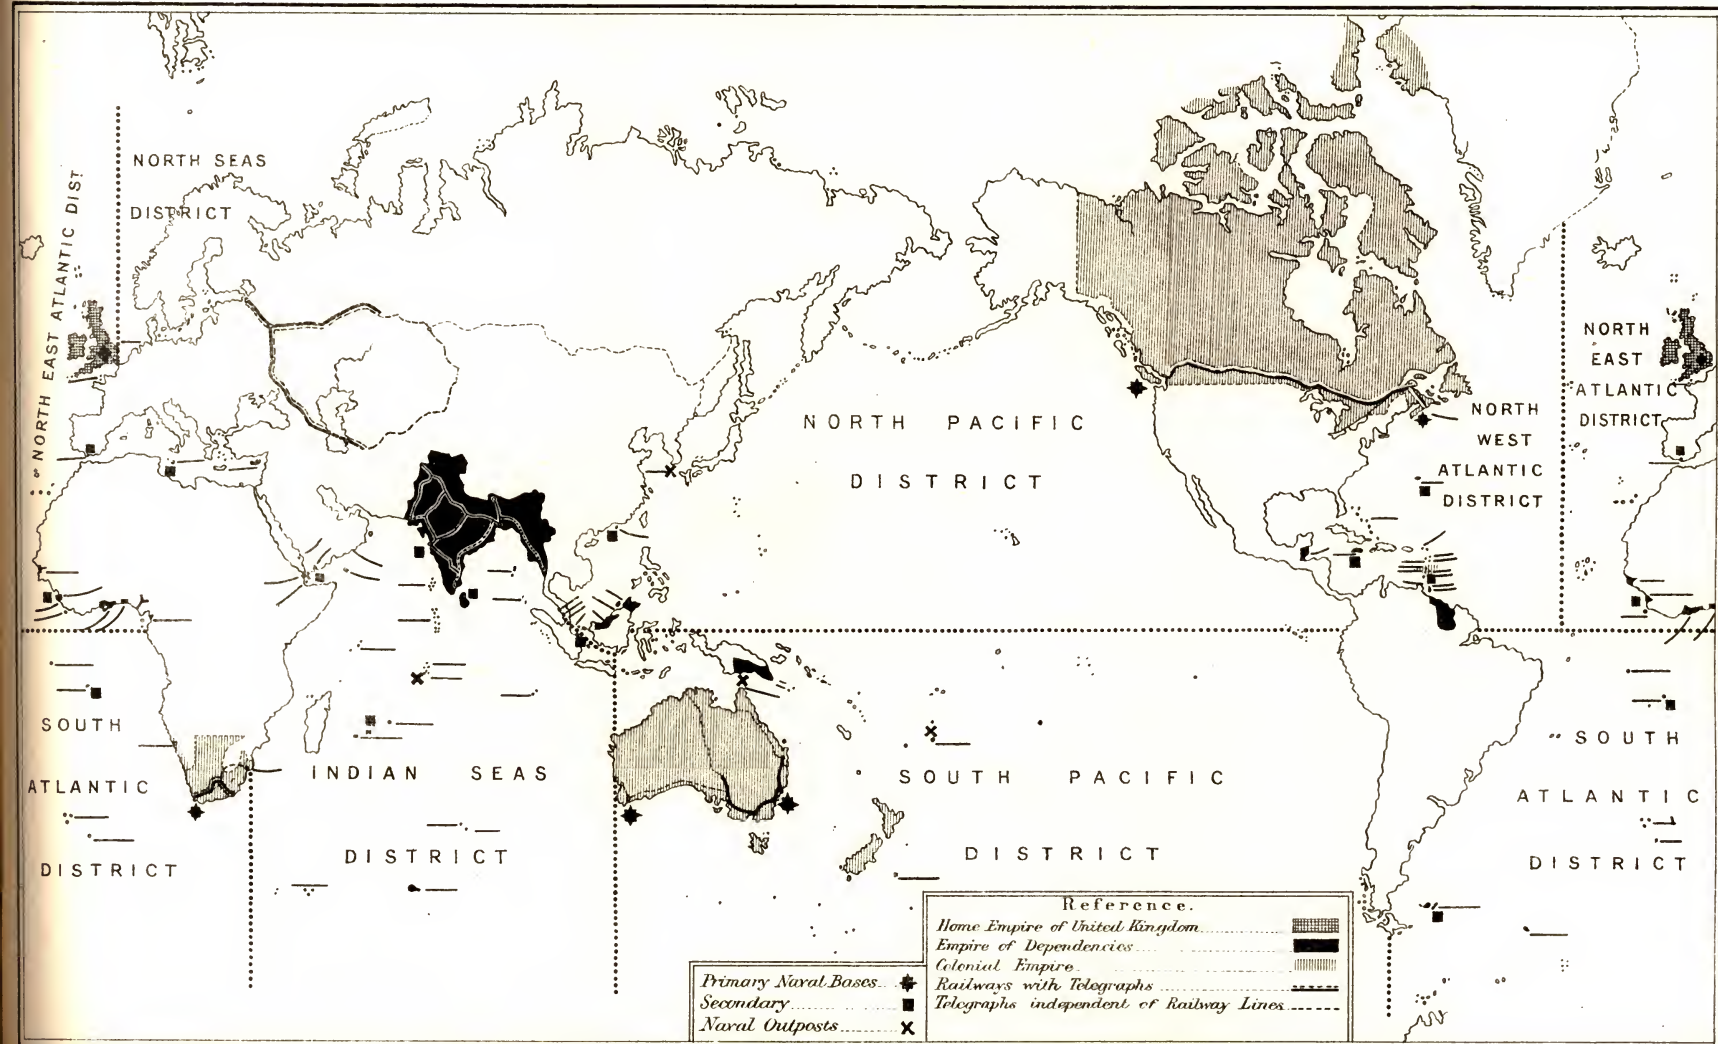 NORTH SEAS
DISTRICT
NORTH EAST ATLANTIC DIST
NORTH PACIFIC
DISTRICT
NORTH
WEST
ATLANTIC
DISTRICT
NORTH
EAST
ATLANTIC
DISTRICT
SOUTH
ATLANTIC
DISTRICT
INDIAN SEAS
DISTRICT
SOUTH PACIFIC
DISTRICT
SOUTH
ATLANTIC
DISTRICT
Reference.
Home Empire of United Kingdom
Empire of Dependencies
Colonial Empire
Railways with Telegraphs
Telegraphs independent of Railway Lines
Primary Naval Bases
Secondary
Naval Outposts